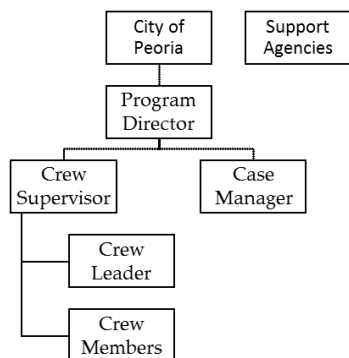 City of
Peoria
Support
Agencies
Program
Director
Crew
Supervisor
Case
Manager
Crew
Leader
Crew
Members